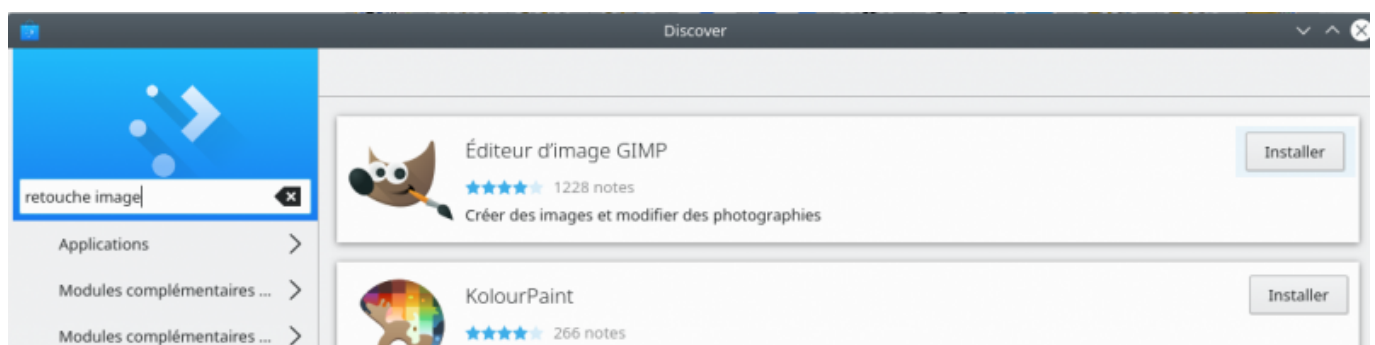 Discover
retouche image
Applications
Modules complémentaires ...
Modules complémentaires ...
Éditeur d'image GIMP
1228 notes
Créer des images et modifier des photographies
Installer
KolourPaint
266 notes
Installer